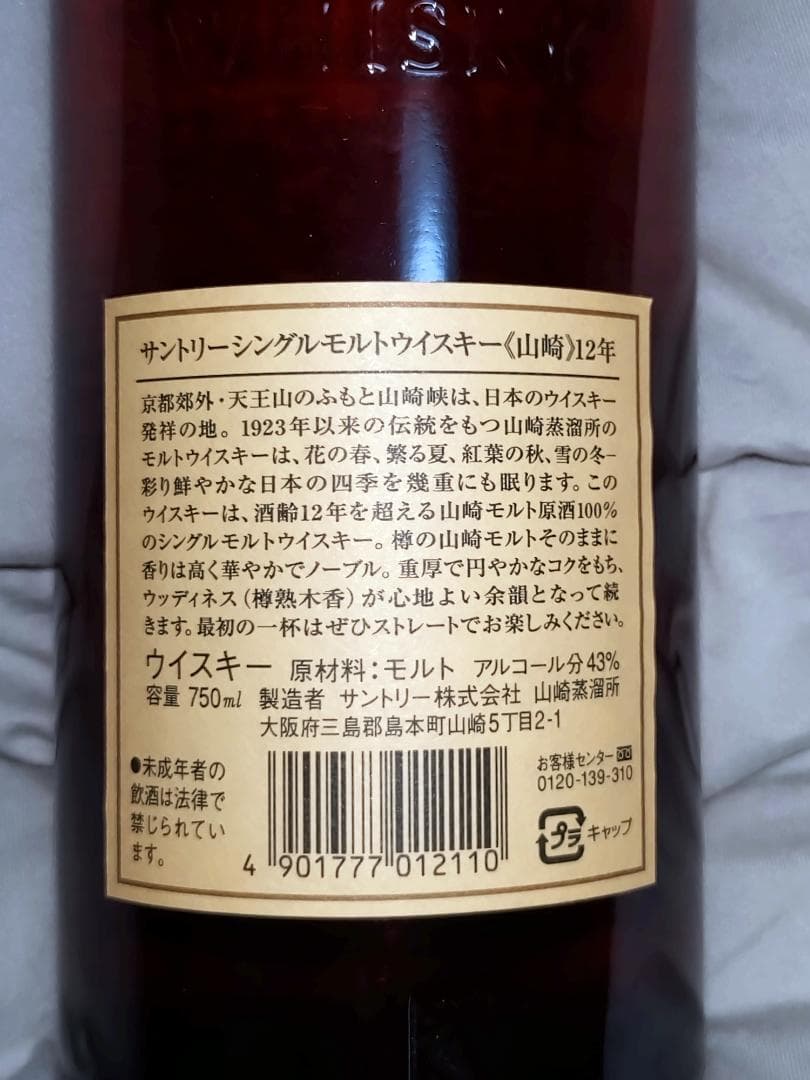 IS
サントリーシングルモルトウイスキー《山崎》12年
京都郊外・天王山のふもと山崎峡は、日本のウイスキー
発祥の地。1923年以来の伝統をもつ山崎蒸溜所の
モルトウイスキーは、花の春、繁る夏、紅葉の秋、雪の冬–
彩り鮮やかな日本の四季を幾重にも眠ります。この
ウイスキーは、酒齢12年を超える山崎モルト原酒100%
のシングルモルトウイスキー。樽の山崎モルトそのままに
香りは高く華やかでノーブル。重厚で円やかなコクをもち、
ウッディネス(樽熟木香)が心地よい余韻となって続
きます。最初の一杯はぜひストレートでお楽しみください。
ウイスキー 原材料:モルト アルコール分43%
容量 750ml 製造者 サントリー株式会社 山崎蒸溜所
大阪府三島郡島本町山崎5丁目2-1
●未成年者の
飲酒は法律で
禁じられてい
ます。
4 901777 012110
お客様センター
0120-139-310
プラ キャップ